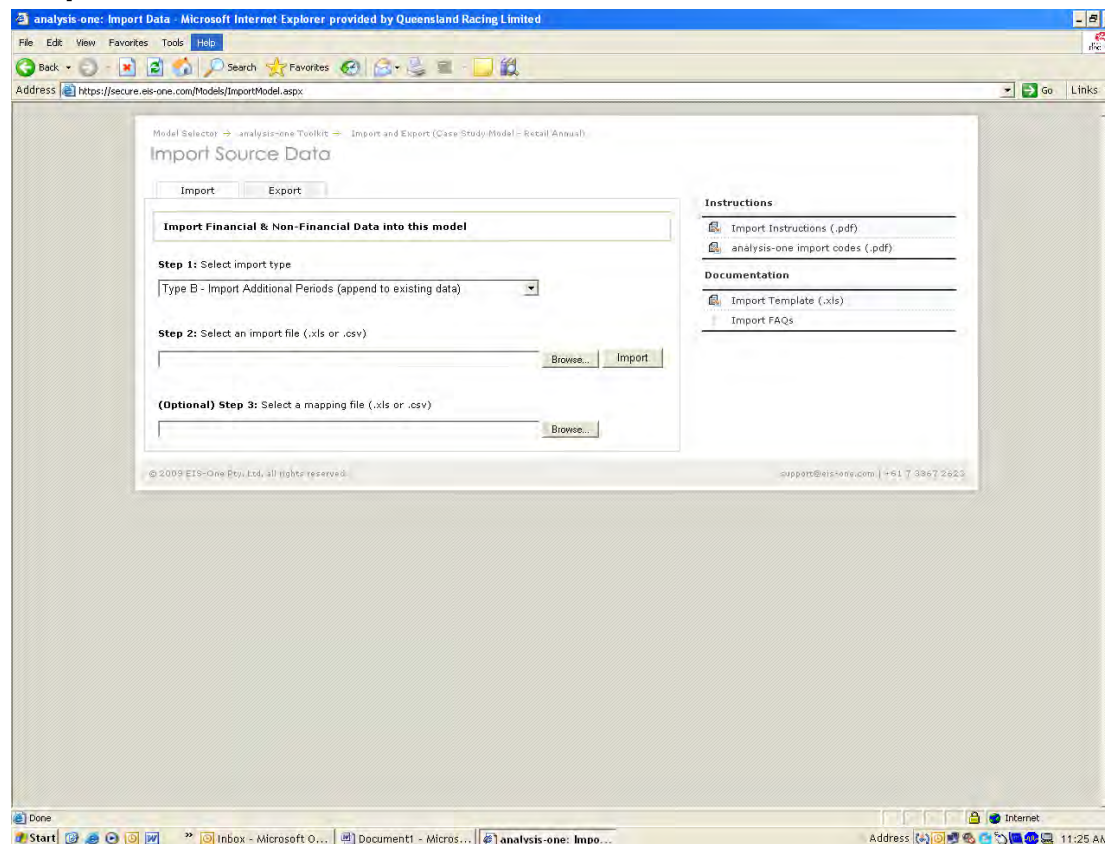 analysis-one: Import Data - Microsoft Internet Explorer provided by Queensland Racing Limited
File Edit View Favorites Tools Help
Back Search Favorites
Address https://secure.eis-one.com/Models/ImportModel.aspx Go Links
Model Selector → analysis-one Toolkit → Import and Export (Case Study Model - Retail Annual)
Import Source Data
Import Export
Import Financial & Non-Financial Data into this model
Step 1: Select import type
Type B - Import Additional Periods (append to existing data)
Step 2: Select an import file (.xls or .csv)
Browse... Import
(Optional) Step 3: Select a mapping file (.xls or .csv)
Browse...
Instructions
Import Instructions (.pdf)
analysis-one import codes (.pdf)
Documentation
Import Template (.xls)
Import FAQs
© 2009 EIS-One Pty. Ltd, all rights reserved.
support@eis-one.com | +61 7 3367 2623
Done Internet
Start Inbox - Microsoft O... Document1 - Micros... analysis-one: Impo... Address 11:25 AM